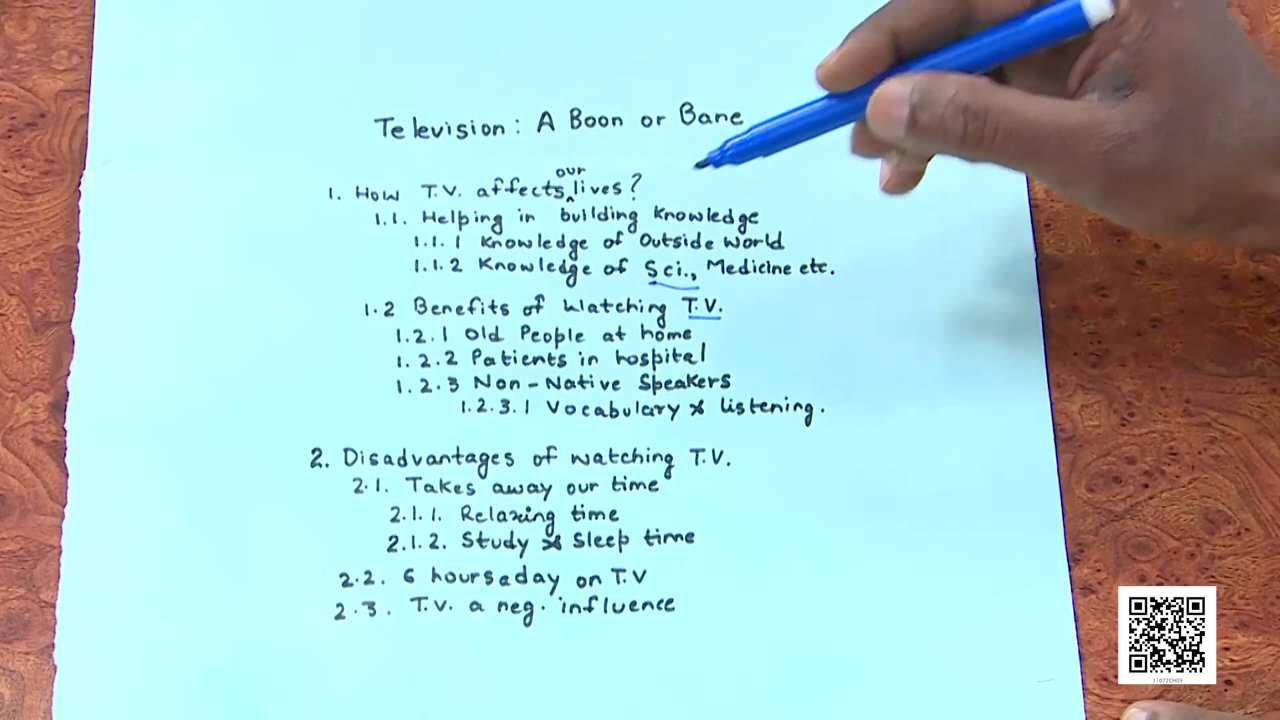 Television: A Boon or Bane
1. How T.V. affects our lives?
1.1. Helping in building knowledge
1.1.1 Knowledge of Outside World
1.1.2 Knowledge of Sci., Medicine etc.
1.2 Benefits of Watching T.V.
1.2.1 Old People at home
1.2.2 Patients in hospital
1.2.3 Non-Native Speakers
1.2.3.1 Vocabulary & listening.
2. Disadvantages of watching T.V.
2.1. Takes away our time
2.1.1. Relaxing time
2.1.2. Study & Sleep time
2.2. 6 hours a day on T.V
2.3. T.V. a neg. influence
11072CH09